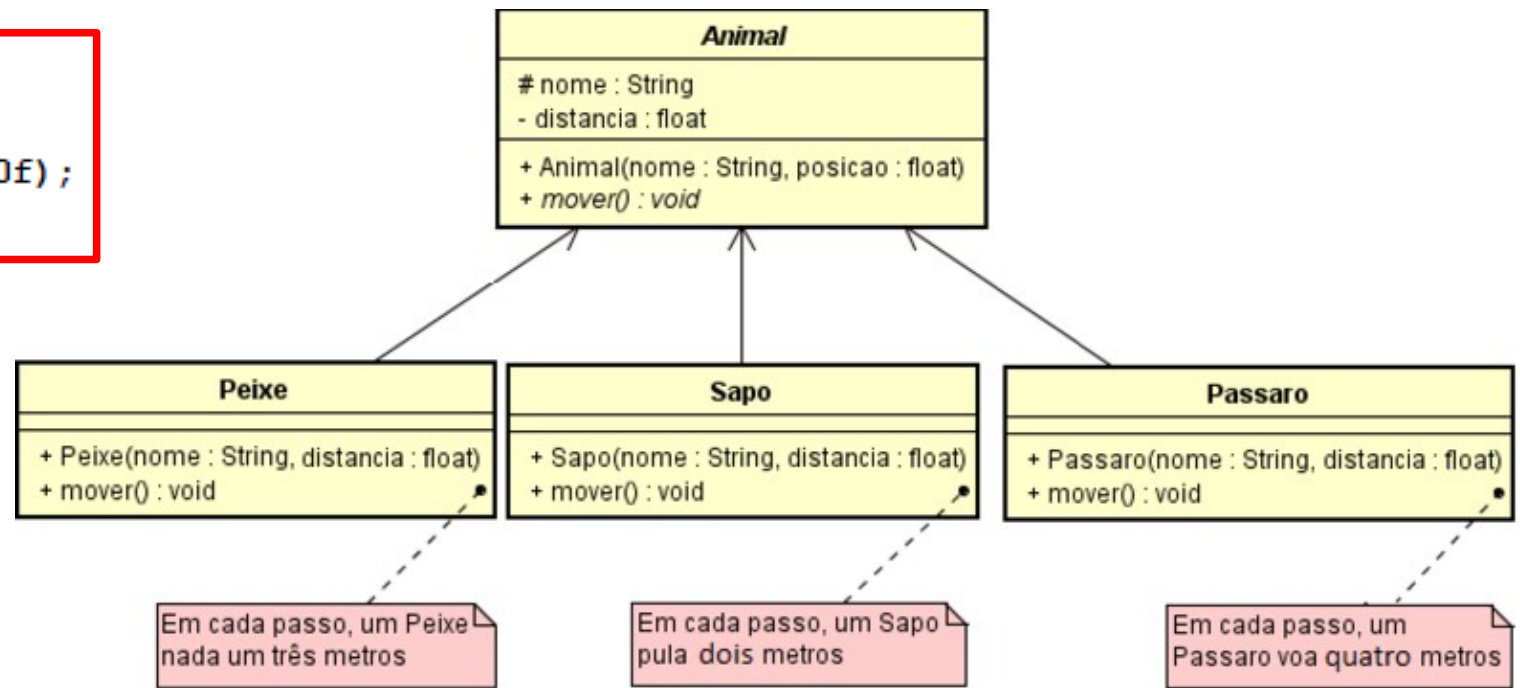 0f);
Animal
# nome : String
- distancia : float
+ Animal(nome : String, posicao : float)
+ mover() : void
Peixe
+ Peixe(nome : String, distancia : float)
+ mover() : void
Sapo
+ Sapo(nome : String, distancia : float)
+ mover() : void
Passaro
+ Passaro(nome : String, distancia : float)
+ mover() : void
Em cada passo, um Peixe
nada um três metros
Em cada passo, um Sapo
pula dois metros
Em cada passo, um
Passaro voa quatro metros